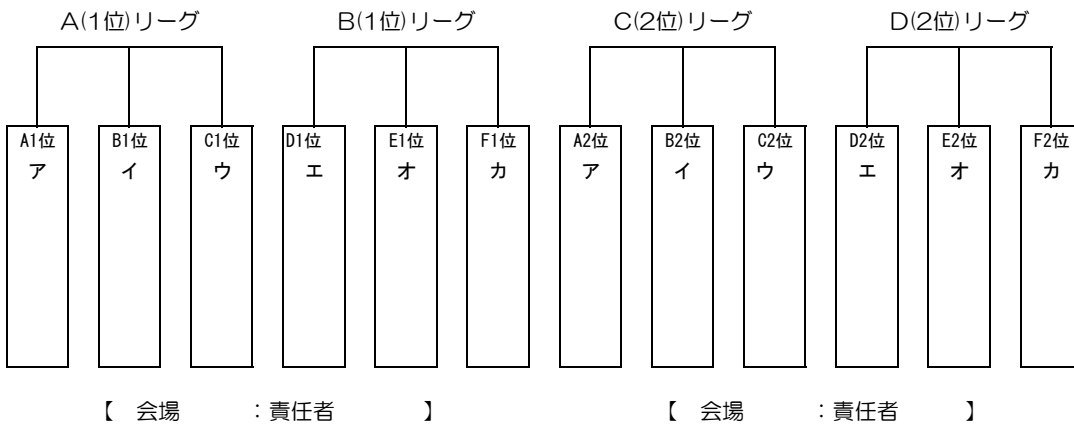 A(1位)リーグ B(1位)リーグ C(2位)リーグ D(2位)リーグ
A1位 B1位 C1位 D1位 E1位 F1位 A2位 B2位 C2位 D2位 E2位 F2位
ア イ ウ エ オ カ ア イ ウ エ オ カ
【 会場 :責任者 】 【 会場 :責任者 】